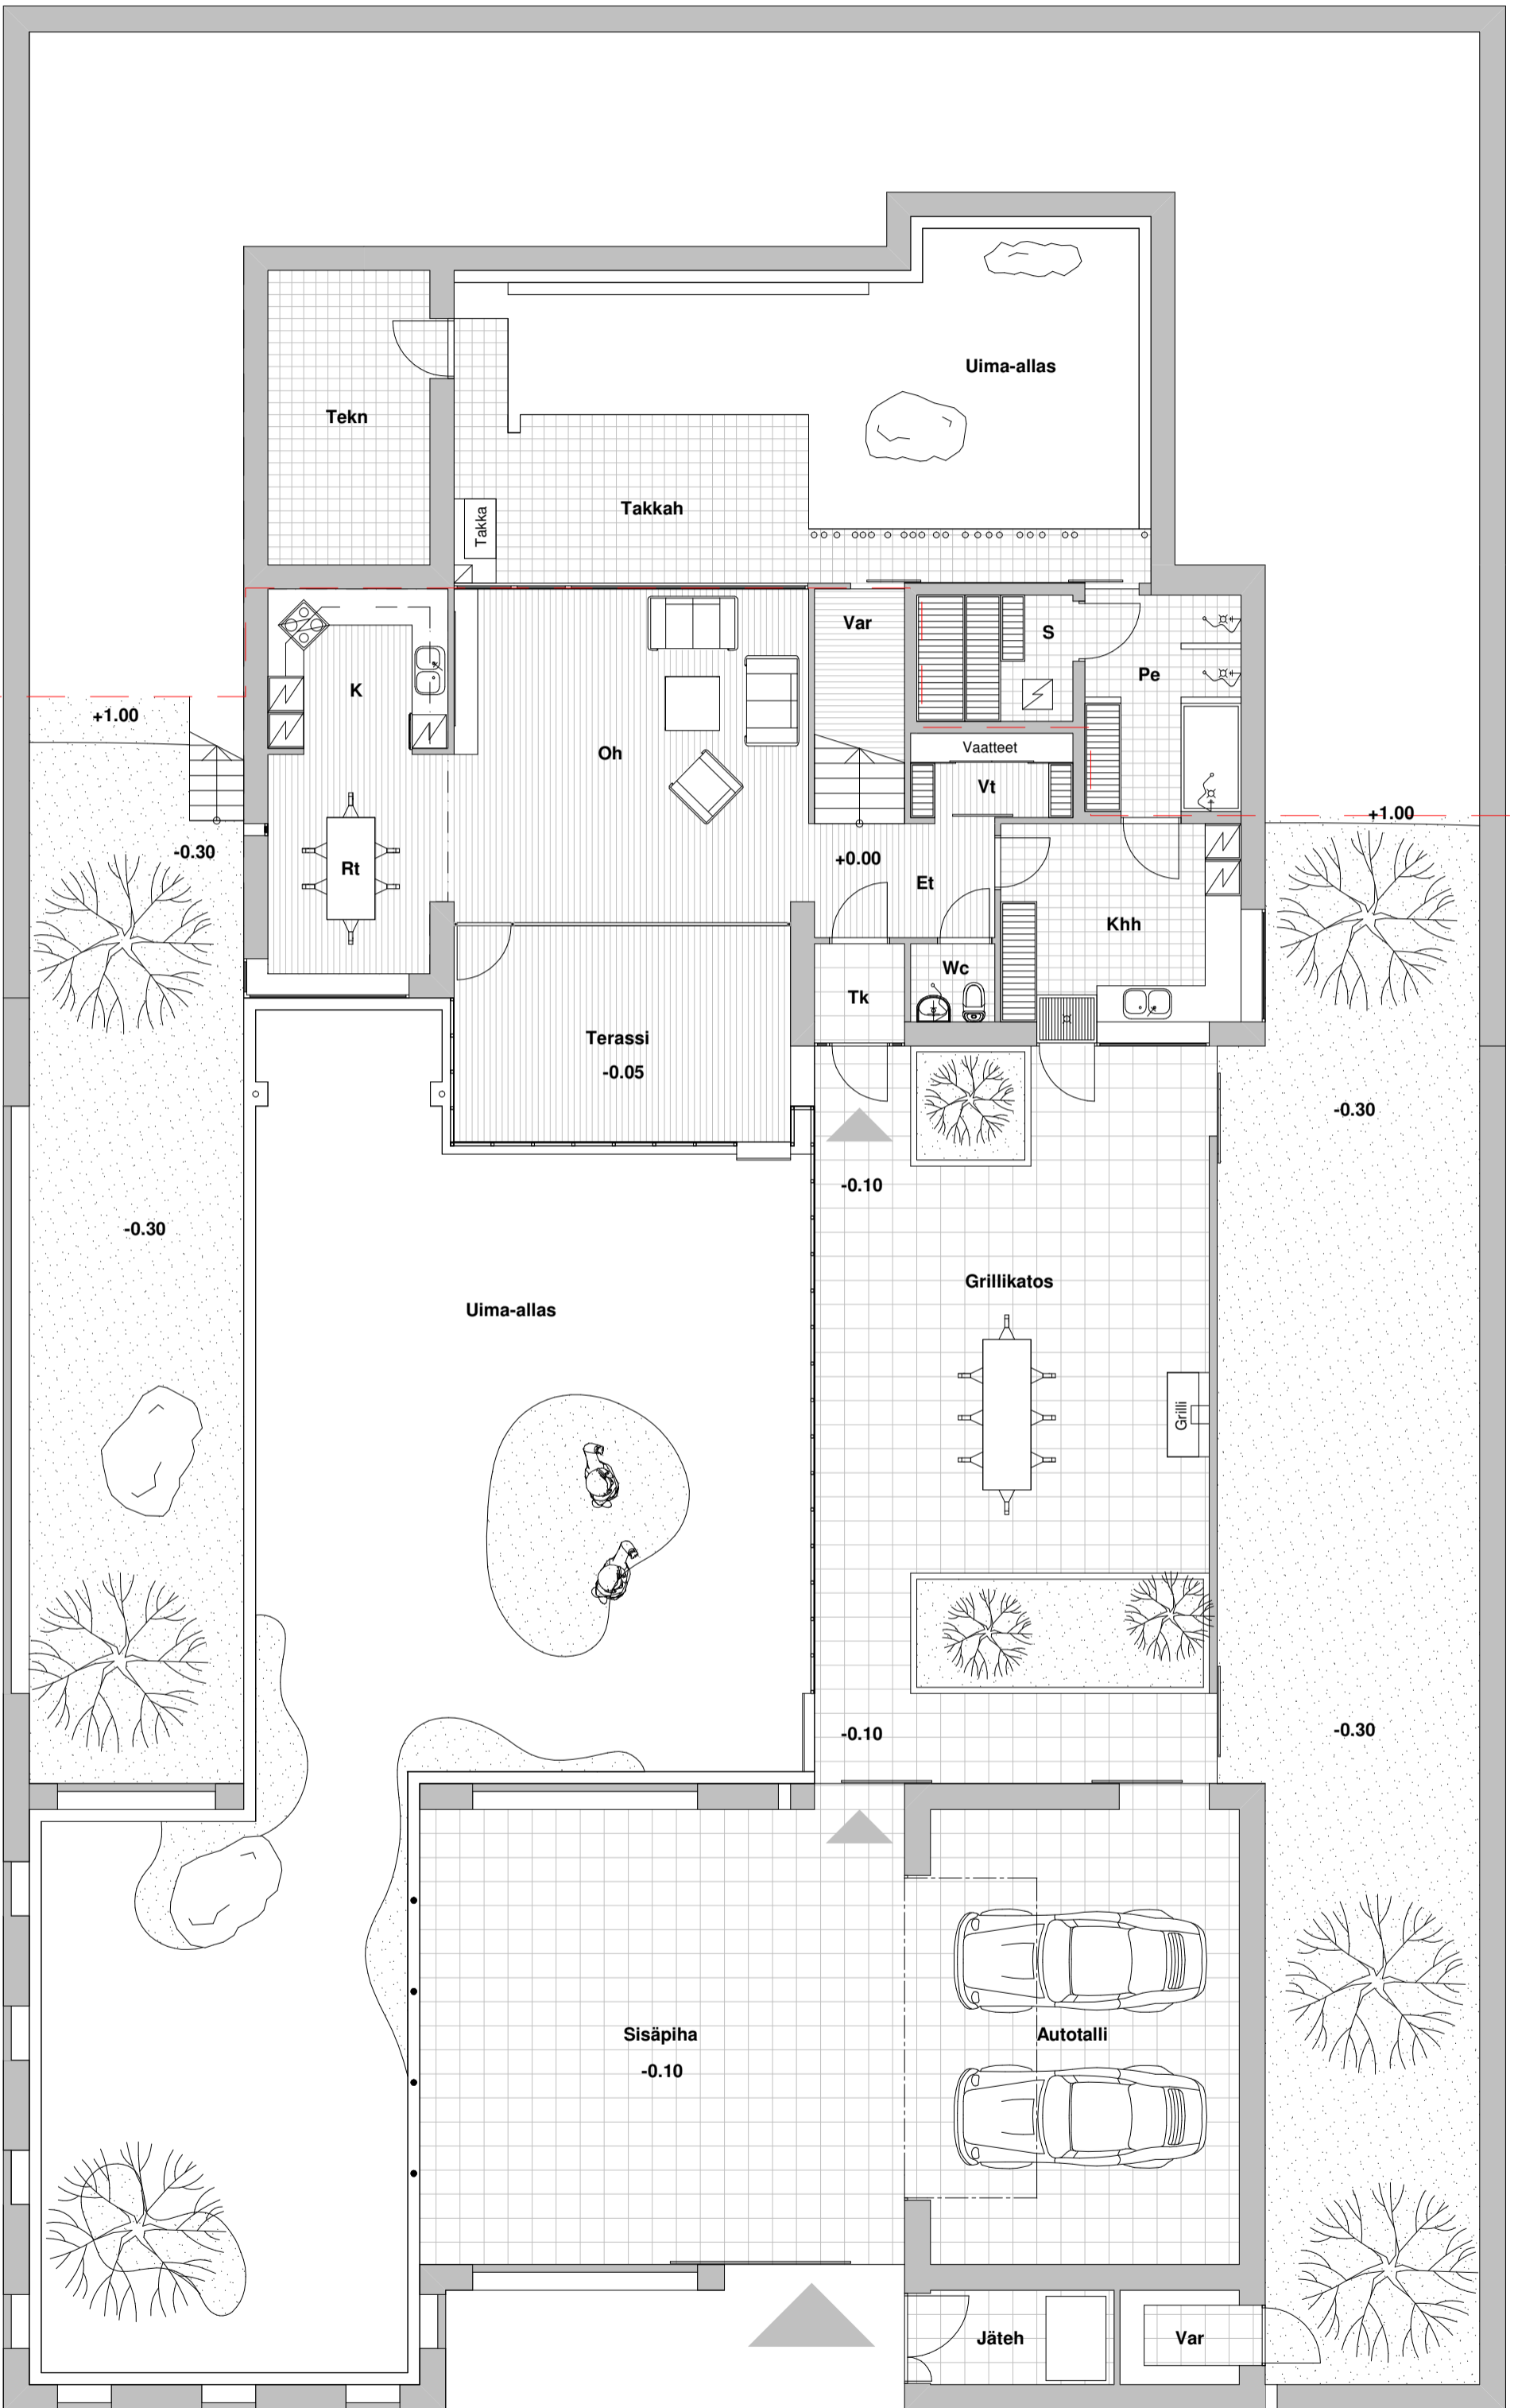 Uima-allas
Tekn
Takkah
Takka
Var
S
Pe
K
+1.00
Vaatteet
Oh
Vt
+1.00
-0.30
+0.00
Rt
Et
Khh
Wc
Tk
Terassi
-0.05
-0.30
-0.10
-0.30
Grillikatos
Uima-allas
Grilli
-0.10
-0.30
Sisäpiha
-0.10
Autotalli
Jäteh
Var